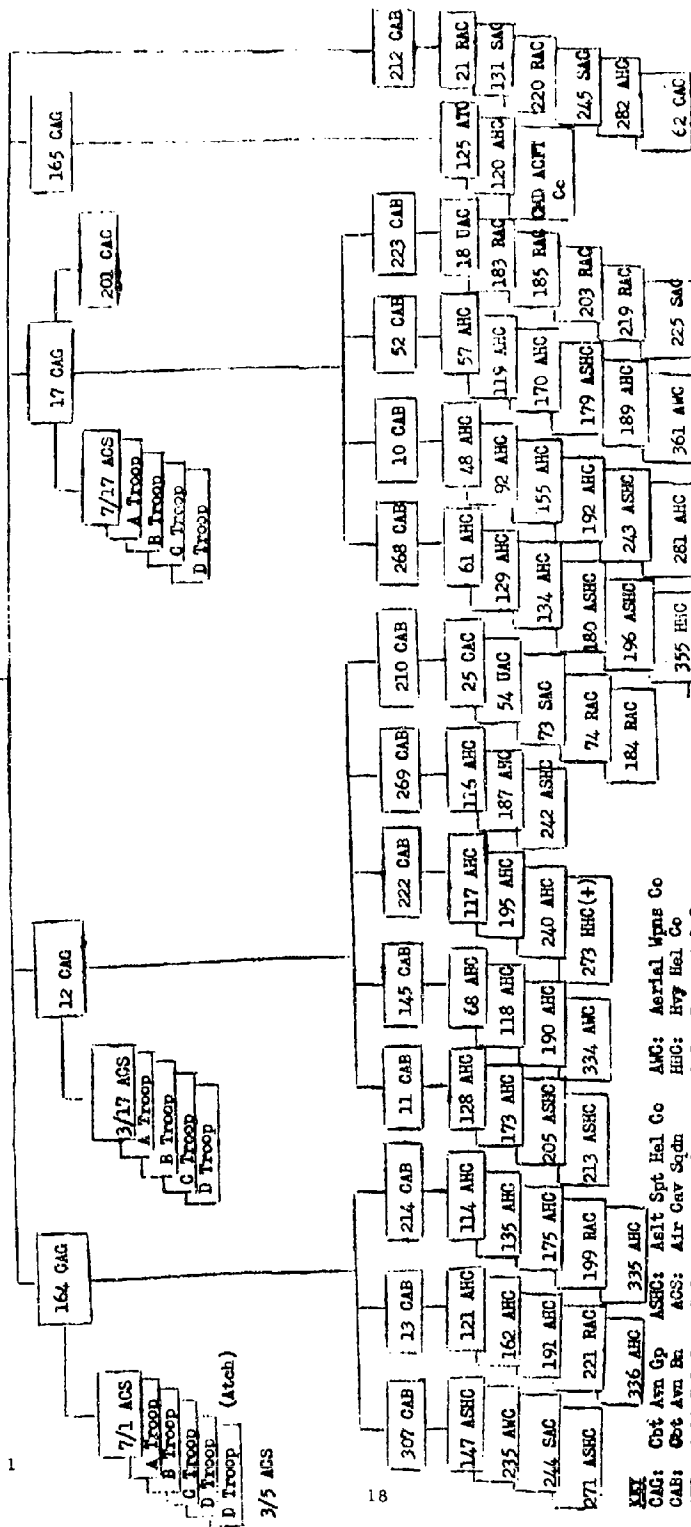 1
164 CAG
12 CAG
17 CAG
165 CAG
7/1 ACS
A Troop
B Troop
C Troop
D Troop
D Troop (Atch)
3/5 ACS
3/17 ACS
A Troop
B Troop
C Troop
D Troop
7/17 ACS
A Troop
B Troop
C Troop
D Troop
201 CAC
307 CAB
147 ASHC
235 AWC
244 SAC
271 ASHC
13 CAB
121 AHC
162 AHC
191 AHC
221 RAC
336 AHC
214 CAB
114 AHC
135 AHC
175 AHC
199 RAC
335 AHC
11 CAB
128 AHC
173 AHC
205 ASHC
213 ASHC
145 CAB
68 AHC
118 AHC
190 AHC
334 AWC
222 CAB
117 AHC
195 AHC
240 AHC
273 HHC(+)
269 CAB
116 AHC
187 AHC
242 ASHC
210 CAB
25 CAC
54 UAC
73 SAC
74 RAC
184 RAC
268 CAB
61 AHC
129 AHC
134 AHC
180 ASHC
196 ASHC
355 HHC
10 CAB
48 AHC
92 AHC
155 AHC
192 AHC
243 ASHC
281 AHC
52 CAB
57 AHC
119 AHC
170 AHC
179 ASHC
189 AHC
361 AWC
223 CAB
18 UAC
183 RAC
185 RAC
203 RAC
219 RAC
225 SAC
125 ATC
120 AHC
CMD ACFT Co
212 CAB
21 RAC
131 SAC
220 RAC
245 SAC
282 AHC
62 CAC
18
KEY
CAG: Cbt Avn Gp ASHC: Aslt Spt Hel Co AWC: Aerial Wpns Co
CAB: Cbt Avn Bn ACS: Air Cav Sqdn HHC: Hvy Hel Co